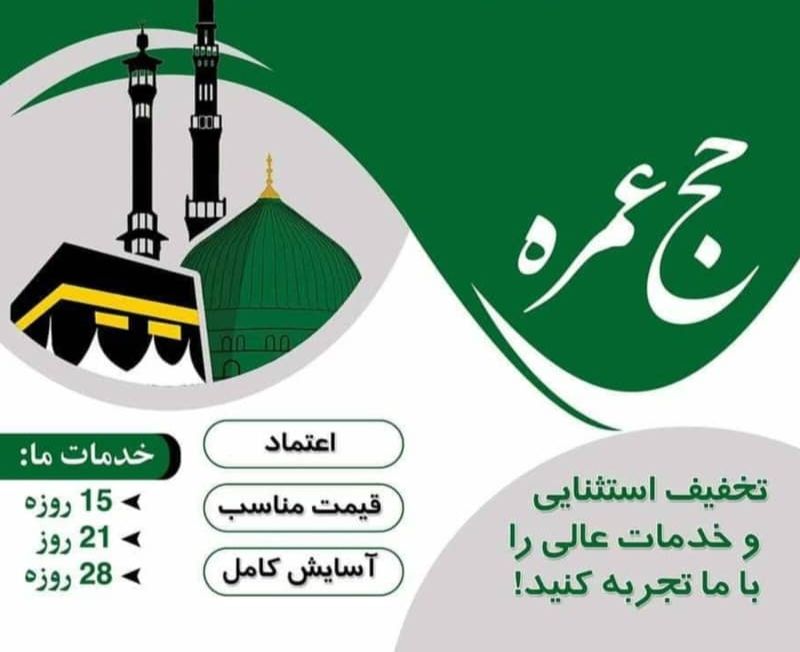 حج عمره
تخفیف استثنایی
و خدمات عالی را
با ما تجربه کنید!
اعتماد
قیمت مناسب
آسایش کامل
خدمات ما:
15 روزه
21 روز
28 روزه